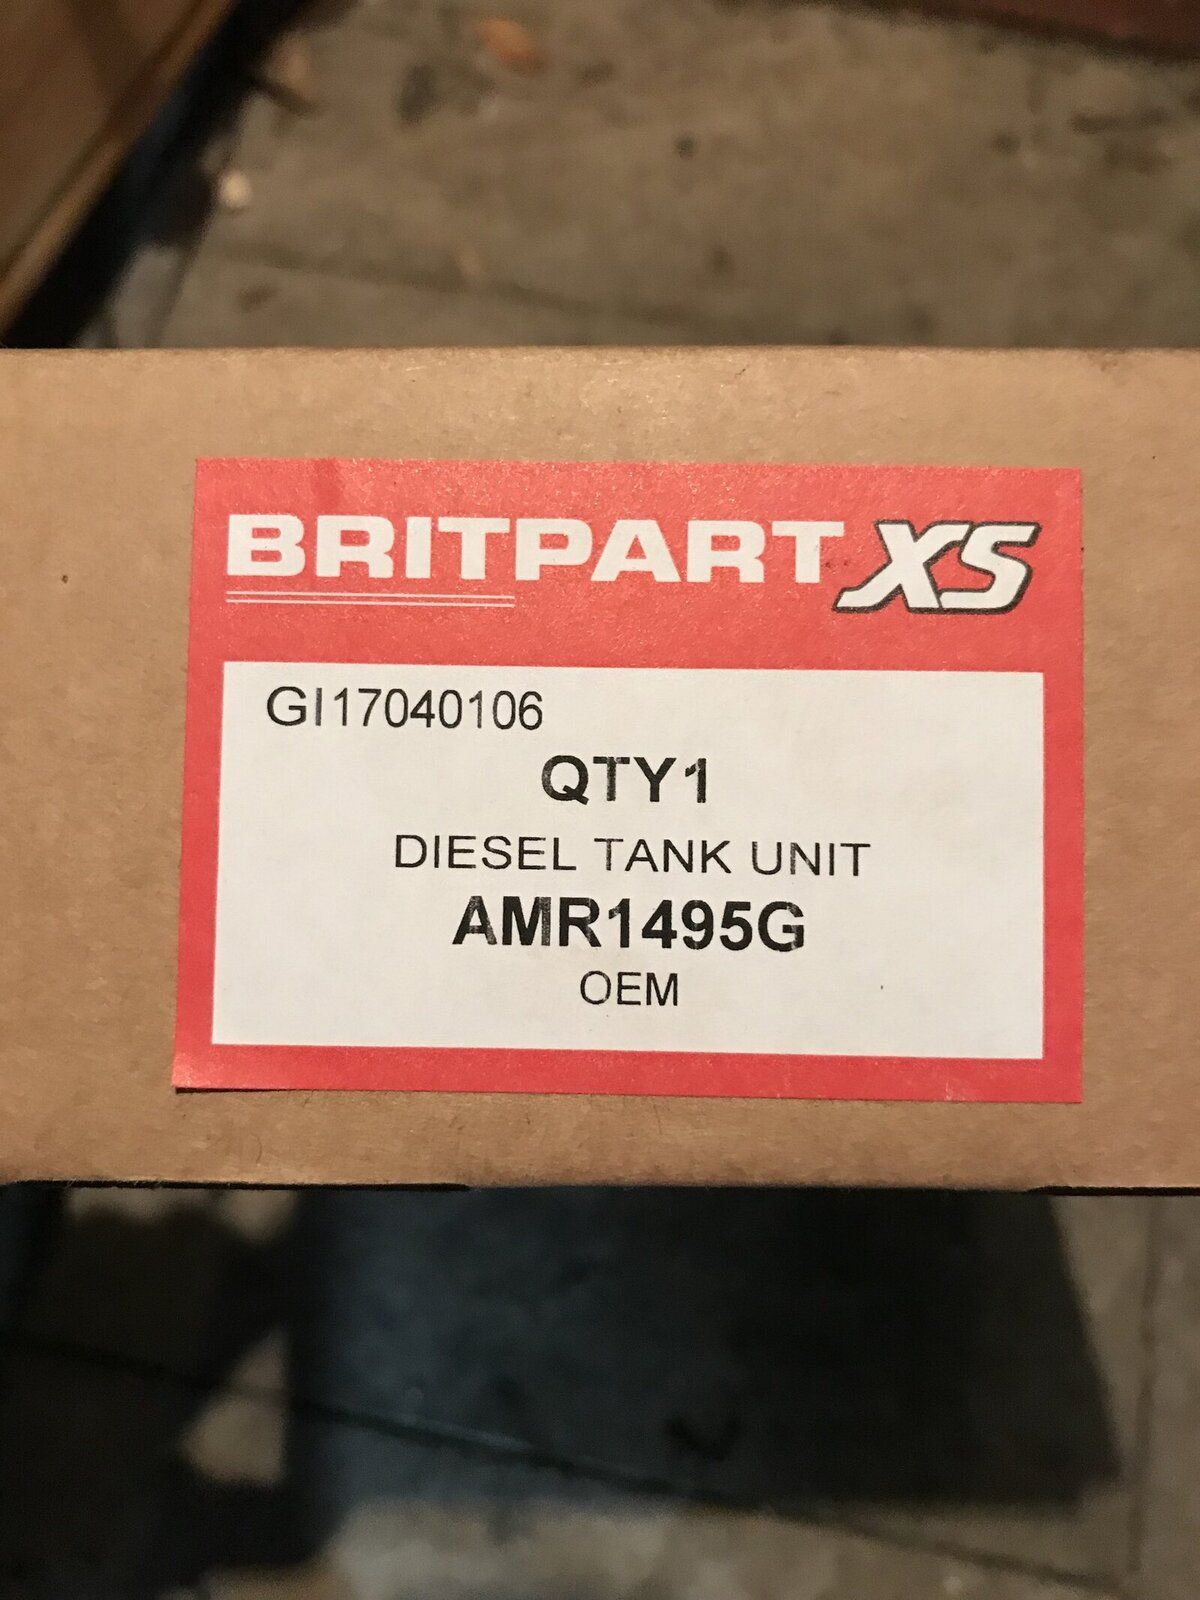 BRITPART XS
GI17040106
QTY1
DIESEL TANK UNIT
AMR1495G
OEM